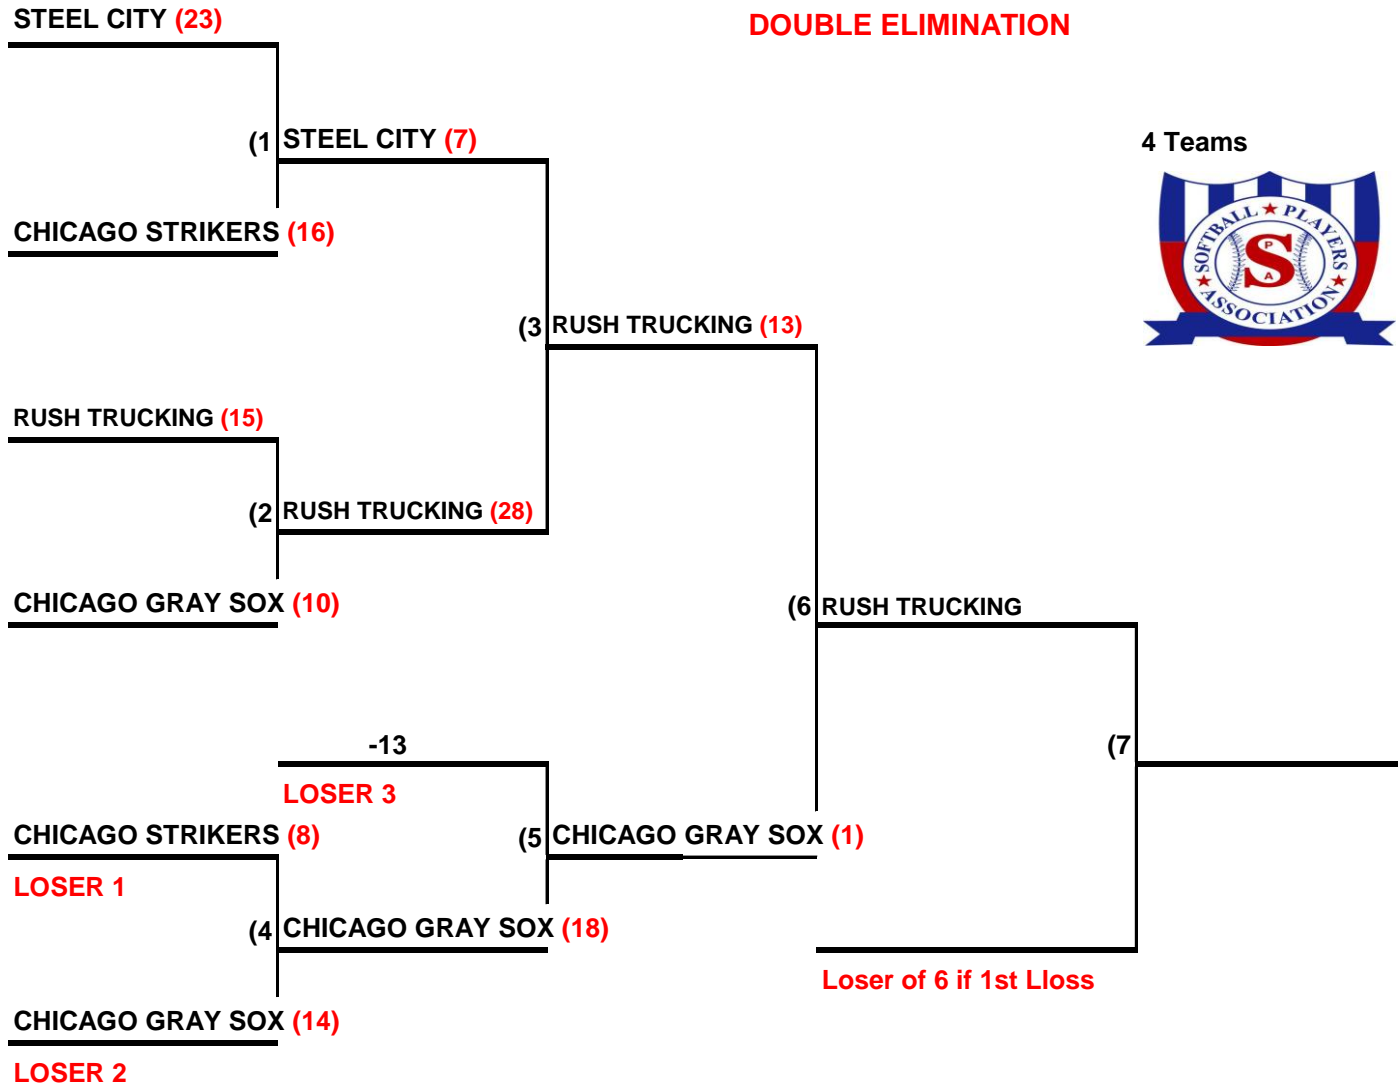 STEEL CITY (23)
DOUBLE ELIMINATION
(1 STEEL CITY (7)
4 Teams
CHICAGO STRIKERS (16)
SOFTBALL ★ PLAYERS ★ ASSOCIATION ★
P
S
A
(3 RUSH TRUCKING (13)
RUSH TRUCKING (15)
(2 RUSH TRUCKING (28)
CHICAGO GRAY SOX (10)
(6 RUSH TRUCKING
-13
(7
LOSER 3
CHICAGO STRIKERS (8)
(5 CHICAGO GRAY SOX (1)
LOSER 1
(4 CHICAGO GRAY SOX (18)
Loser of 6 if 1st Lloss
CHICAGO GRAY SOX (14)
LOSER 2